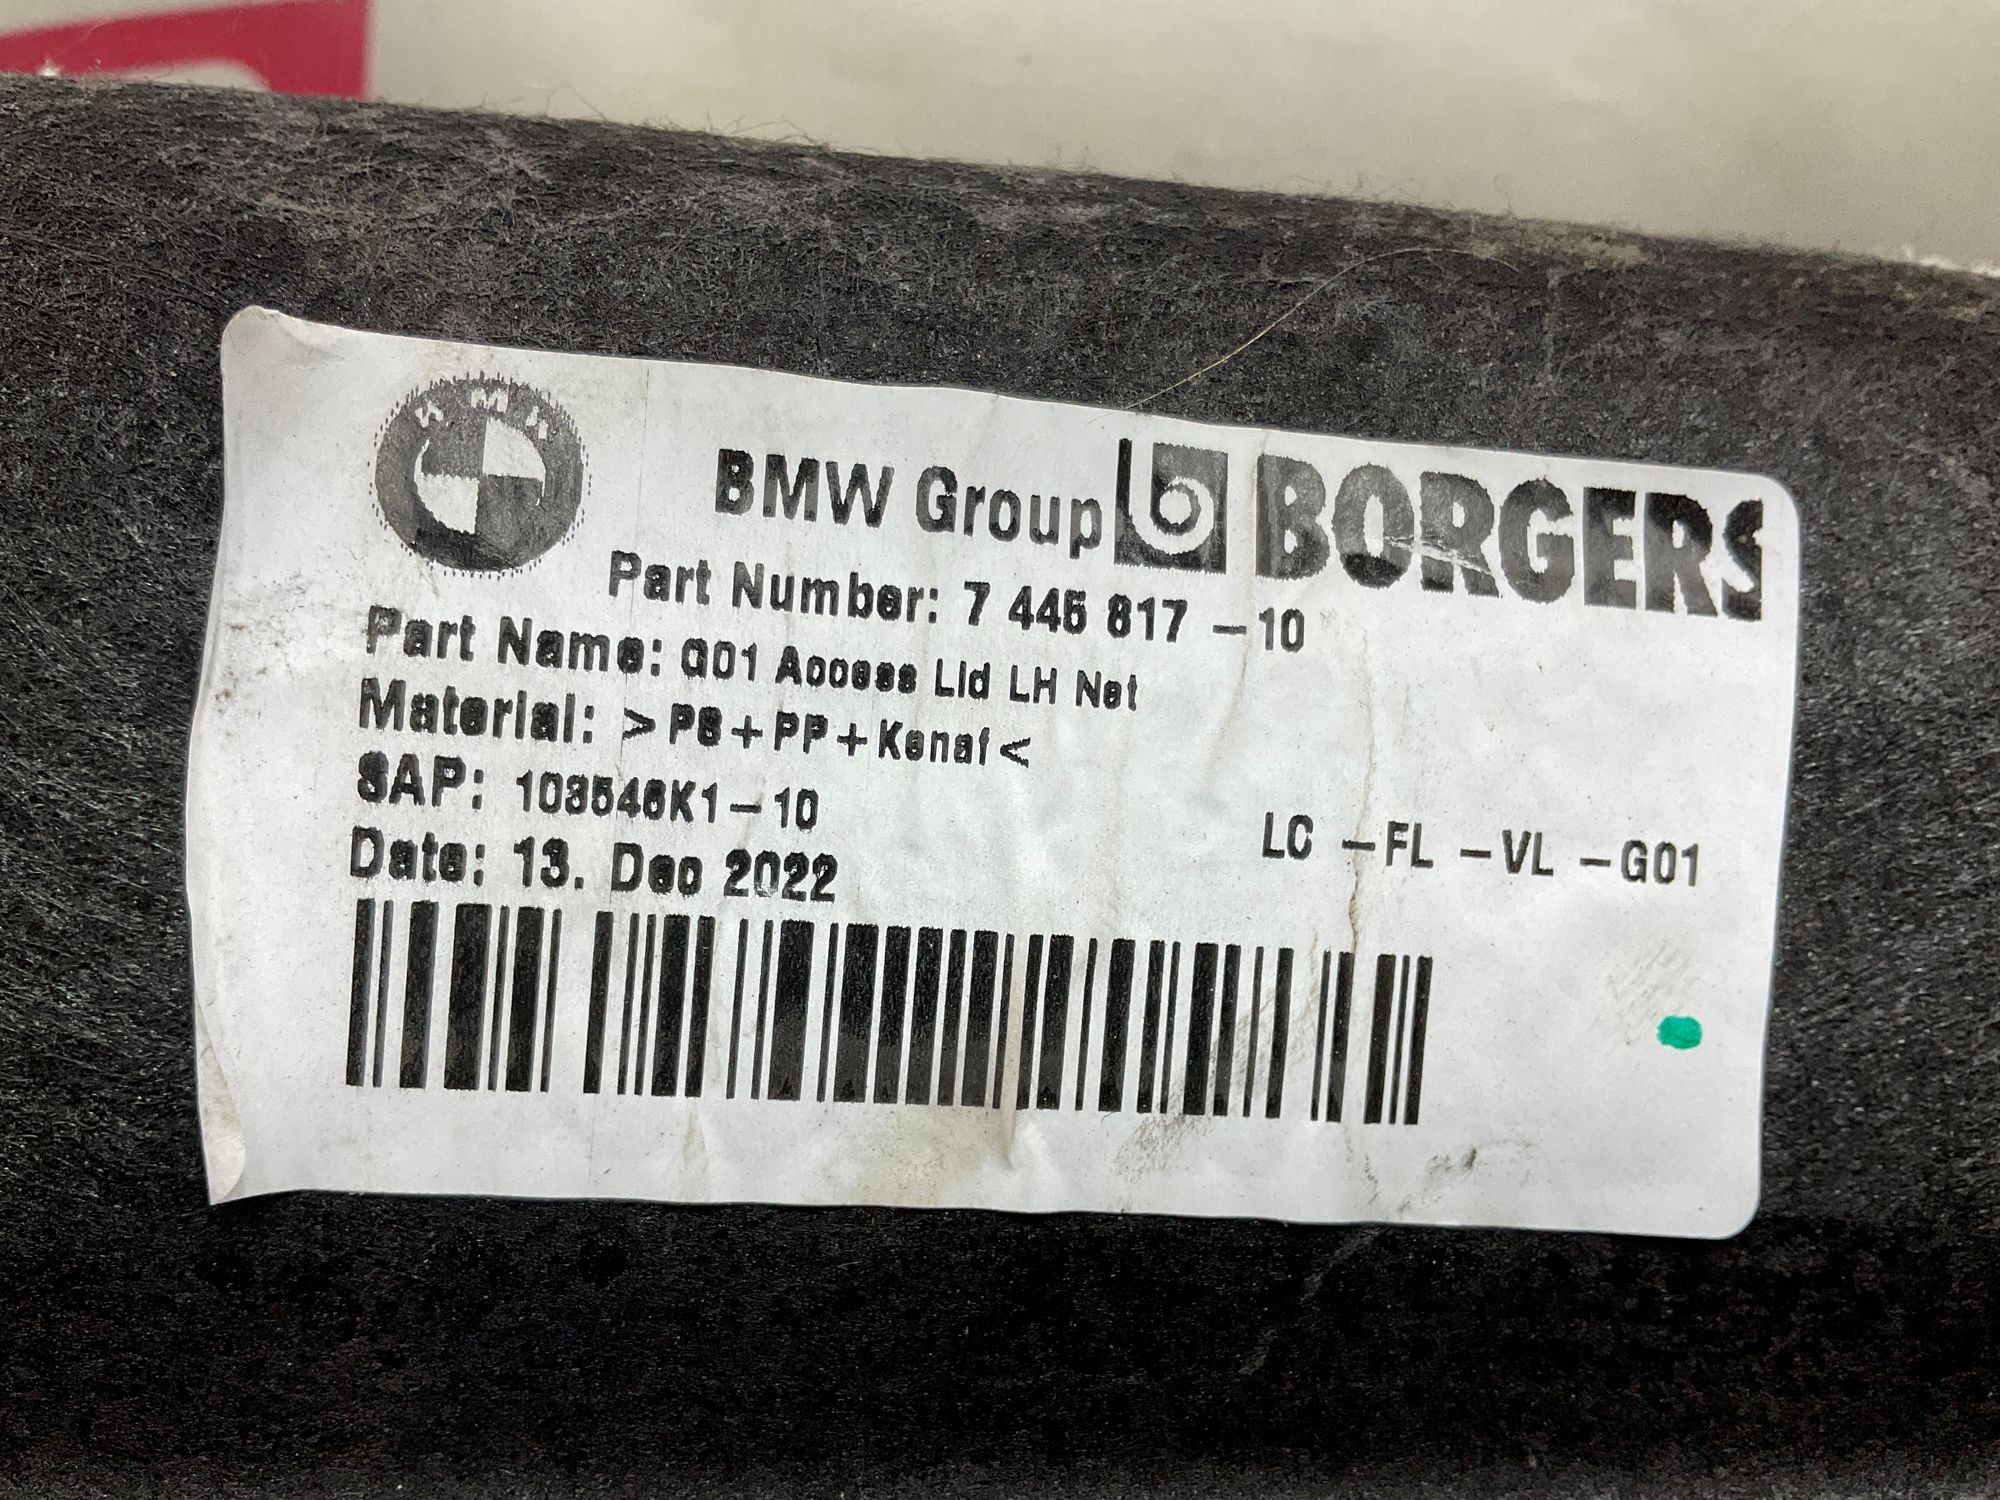 BMW Group BORGERS
Part Number: 7 445 817 -10
Part Name: G01 Access Lid LH Net
Material: >PS+PP+Kenaf<
SAP: 103546K1-10
LC -FL -VL -G01
Date: 13. Dec 2022